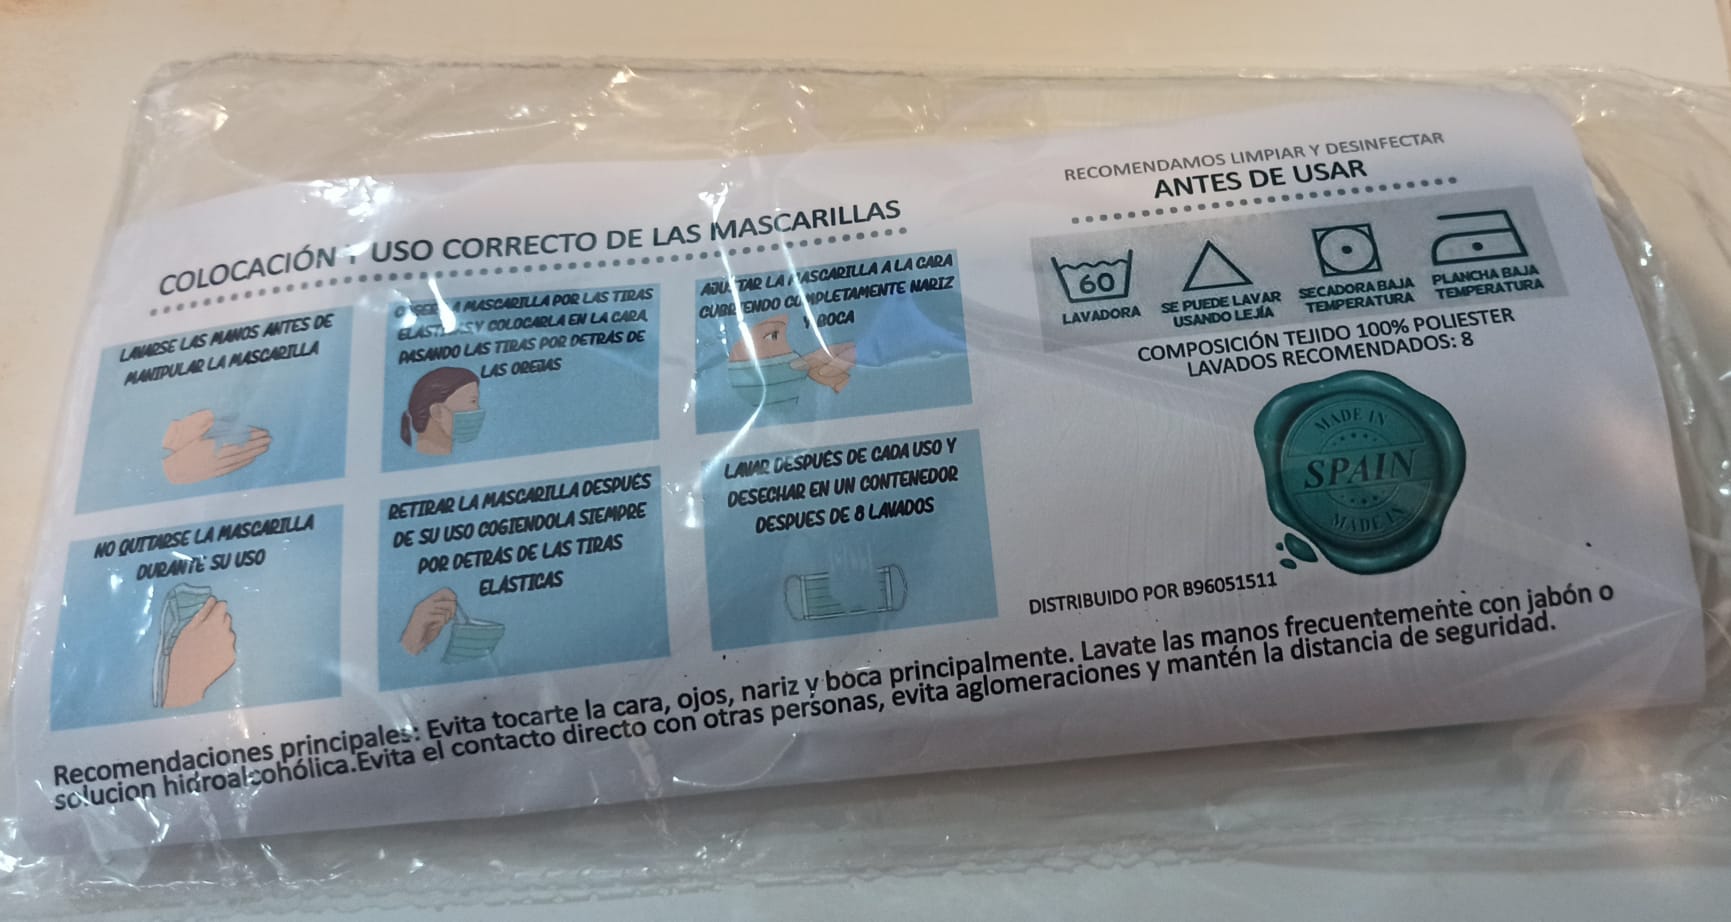 COLOCACIÓN Y USO CORRECTO DE LAS MASCARILLAS
LAVARSE LAS MANOS ANTES DE
MANIPULAR LA MASCARILLA
LA MASCARILLA POR LAS TIRAS
ELASTICAS Y COLOCARLA EN LA CARA,
PASANDO LAS TIRAS POR DETRÁS DE
LAS OREJAS
AJUSTAR LA MASCARILLA A LA CARA
CUBRIENDO COMPLETAMENTE NARIZ
Y BOCA
NO QUITARSE LA MASCARILLA
DURANTE SU USO
RETIRAR LA MASCARILLA DESPUÉS
DE SU USO COGIENDOLA SIEMPRE
POR DETRÁS DE LAS TIRAS
ELÁSTICAS
LAVAR DESPUÉS DE CADA USO Y
DESECHAR EN UN CONTENEDOR
DESPUES DE 8 LAVADOS
RECOMENDAMOS LIMPIAR Y DESINFECTAR
ANTES DE USAR
60
LAVADORA
SE PUEDE LAVAR
USANDO LEJÍA
SECADORA BAJA
TEMPERATURA
PLANCHA BAJA
TEMPERATURA
COMPOSICIÓN TEJIDO 100% POLIESTER
LAVADOS RECOMENDADOS: 8
MADE IN
SPAIN
MADE IN
DISTRIBUIDO POR B96051511
Recomendaciones principales: Evita tocarte la cara, ojos, nariz y boca principalmente. Lavate las manos frecuentemente con jabón o
solucion hidroalcohólica.Evita el contacto directo con otras personas, evita aglomeraciones y mantén la distancia de seguridad.